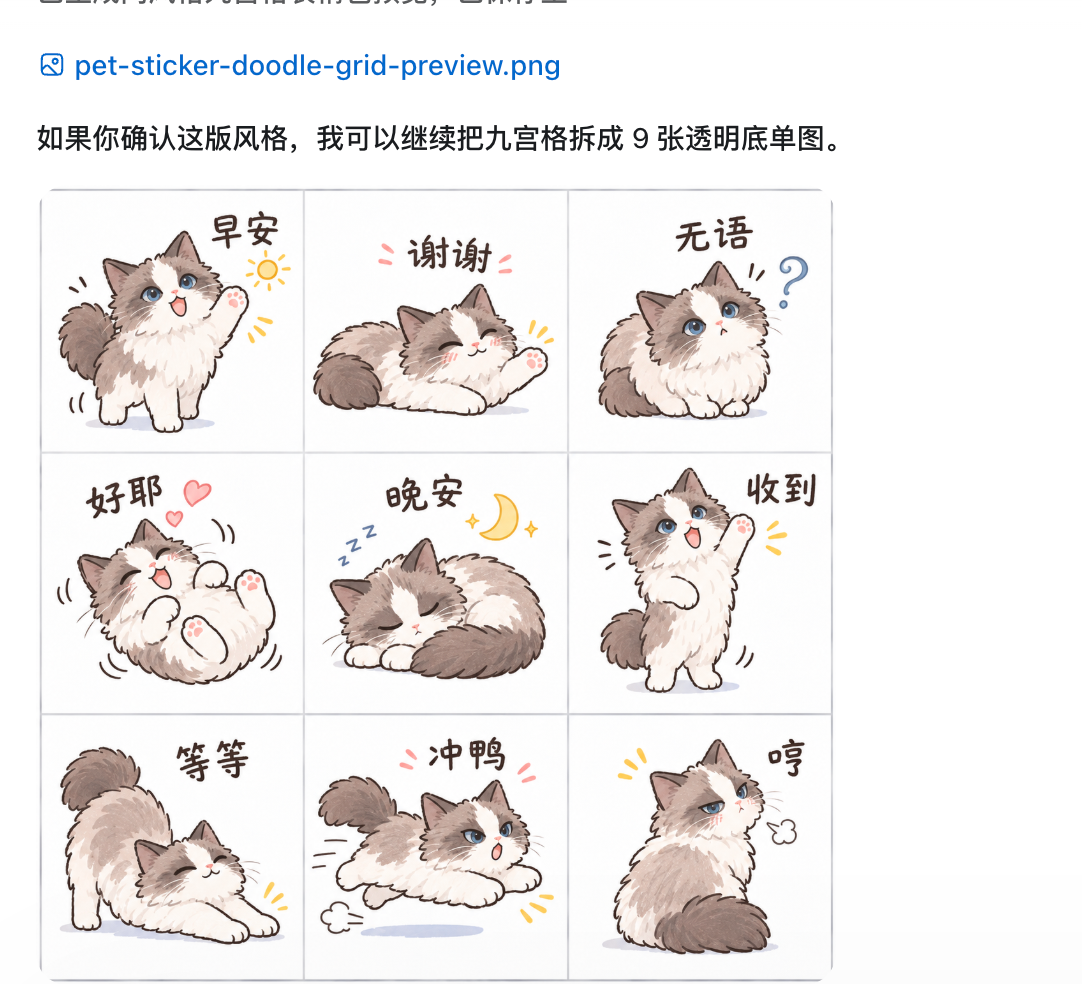 pet-sticker-doodle-grid-preview.png
如果你确认这版风格，我可以继续把九宫格拆成 9 张透明底单图。
早安
谢谢
无语
?
好耶
晚安
zzz
收到
等等
冲鸭
哼